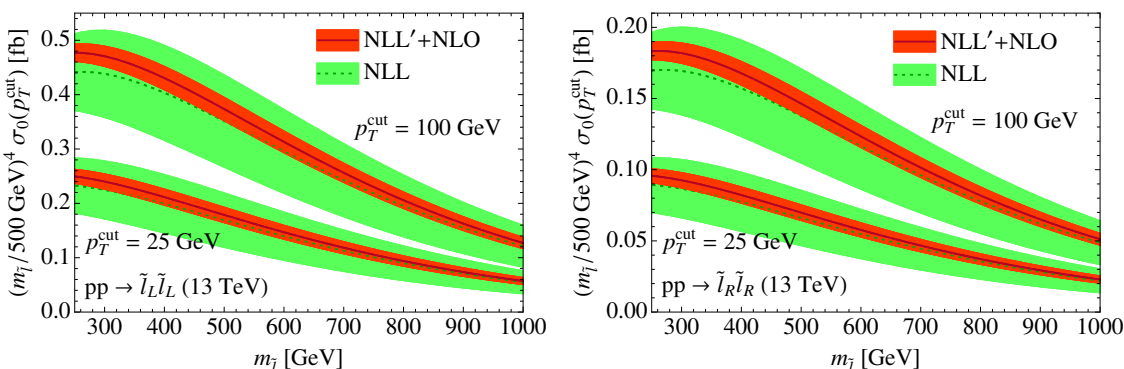 (m_l̃/500 GeV)⁴ σ₀(p_T^cut) [fb]
0.5
0.4
0.3
0.2
0.1
0.0
NLL′+NLO
NLL
p_T^cut = 100 GeV
p_T^cut = 25 GeV
pp → l̃_L l̃_L (13 TeV)
300 400 500 600 700 800 900 1000
m_l̃ [GeV]
(m_l̃/500 GeV)⁴ σ₀(p_T^cut) [fb]
0.20
0.15
0.10
0.05
0.00
NLL′+NLO
NLL
p_T^cut = 100 GeV
p_T^cut = 25 GeV
pp → l̃_R l̃_R (13 TeV)
300 400 500 600 700 800 900 1000
m_l̃ [GeV]